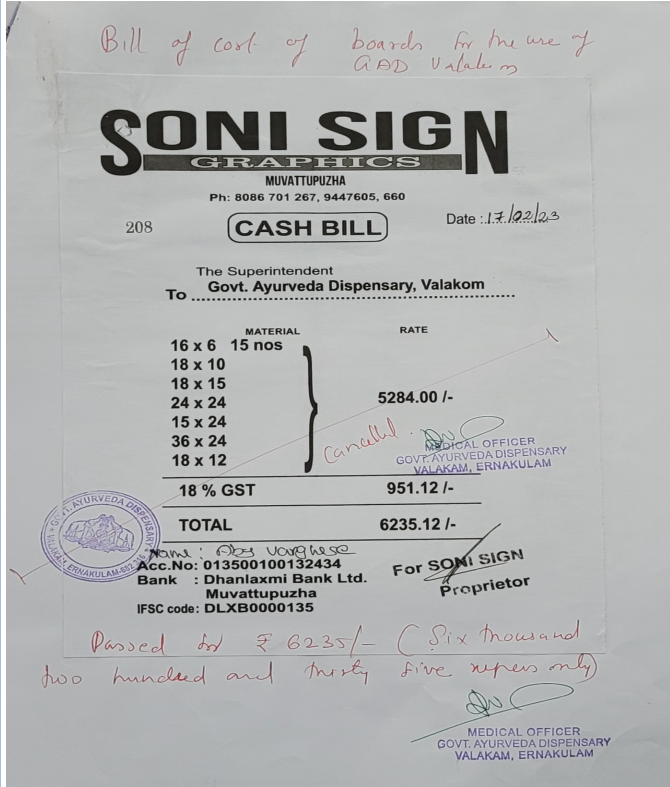 Bill of cost of boards for the use of
GAD Valakom
SONI SIGN
GRAPHICS
MUVATTUPUZHA
Ph: 8086 701 267, 9447605, 660
208
CASH BILL
Date : 17/02/23
The Superintendent
To Govt. Ayurveda Dispensary, Valakom
MATERIAL RATE
16 x 6 15 nos
18 x 10
18 x 15
24 x 24 5284.00 /-
15 x 24
36 x 24
18 x 12
Cancelled.
MEDICAL OFFICER
GOVT. AYURVEDA DISPENSARY
VALAKAM, ERNAKULAM
18 % GST 951.12 /-
TOTAL 6235.12 /-
GOVT. AYURVEDA DISPENSARY
VALAKAM, ERNAKULAM
Name : Aby Varghese
Acc.No: 013500100132434
Bank : Dhanlaxmi Bank Ltd.
Muvattupuzha
IFSC code: DLXB0000135
For SONI SIGN
Proprietor
Passed for ₹ 6235/- (Six thousand
two hundred and thirty five rupees only)
MEDICAL OFFICER
GOVT. AYURVEDA DISPENSARY
VALAKAM, ERNAKULAM